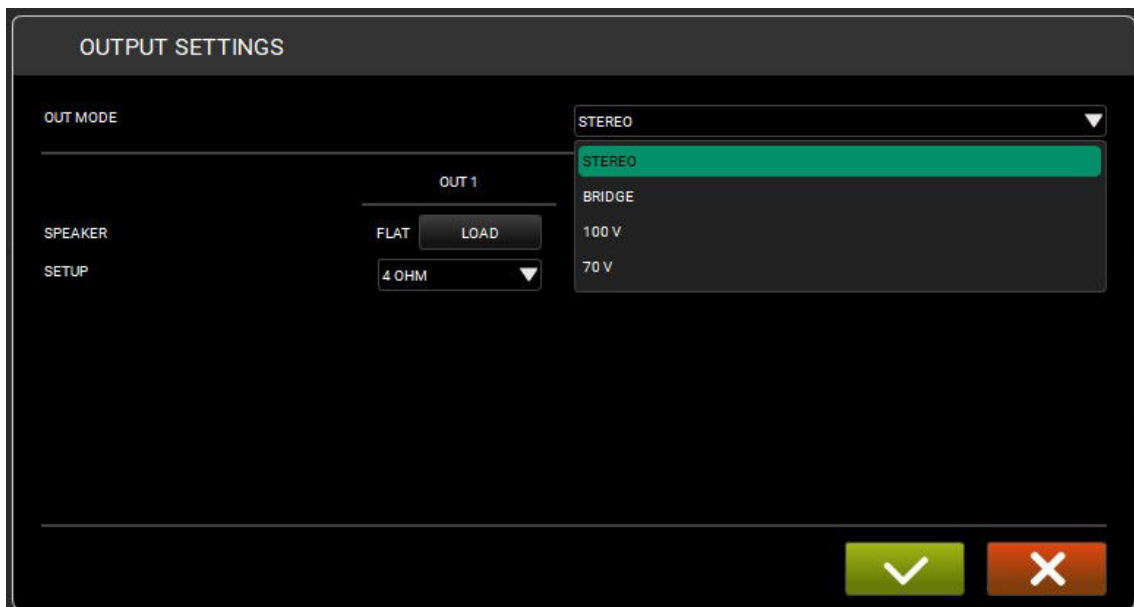 OUTPUT SETTINGS
OUT MODE
STEREO
STEREO
BRIDGE
100 V
70 V
OUT 1
SPEAKER
FLAT
LOAD
SETUP
4 OHM